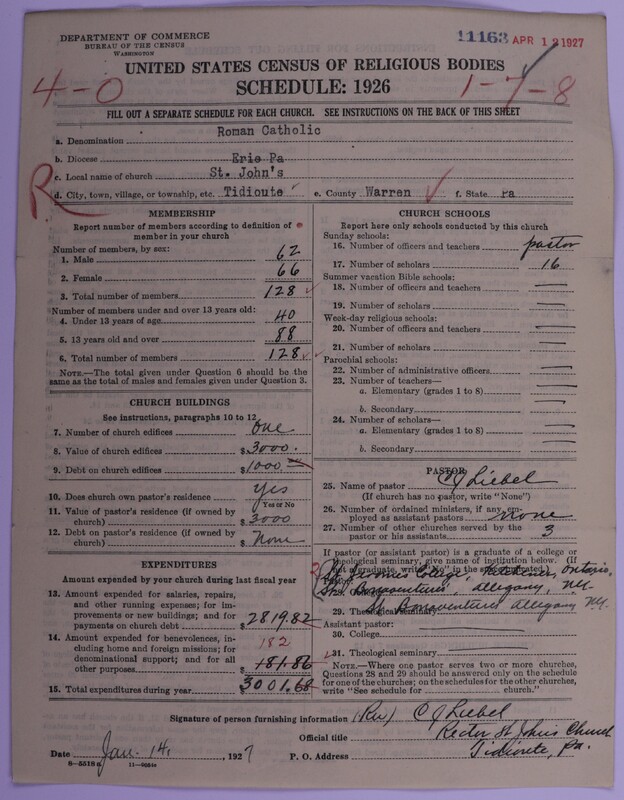 DEPARTMENT OF COMMERCE
BUREAU OF THE CENSUS
WASHINGTON
11163 APR 12 1927
UNITED STATES CENSUS OF RELIGIOUS BODIES
SCHEDULE: 1926
4-0
1-7-8
FILL OUT A SEPARATE SCHEDULE FOR EACH CHURCH. SEE INSTRUCTIONS ON THE BACK OF THIS SHEET
a. Denomination Roman Catholic
b. Diocese Erie Pa
c. Local name of church St. John's
R
d. City, town, village, or township, etc. Tidioute e. County Warren f. State Pa
MEMBERSHIP
Report number of members according to definition of member in your church
Number of members, by sex:
1. Male 62
2. Female 66
3. Total number of members 128
Number of members under and over 13 years old:
4. Under 13 years of age 40
5. 13 years old and over 88
6. Total number of members 128
NOTE.—The total given under Question 6 should be
same as the total of males and females given under Question 3.
CHURCH BUILDINGS
See instructions, paragraphs 10 to 12
7. Number of church edifices One
8. Value of church edifices $ 3000.
9. Debt on church edifices $ 1000
10. Does church own pastor's residence yes
Yes or No
11. Value of pastor's residence (if owned by
church) $ 3000
12. Debt on pastor's residence (if owned by
church) $ None
EXPENDITURES
Amount expended by your church during last fiscal year
13. Amount expended for salaries, repairs,
and other running expenses; for im-
provements or new buildings; and for
payments on church debt $ 2819.82
14. Amount expended for benevolences, in-
cluding home and foreign missions; for
denominational support; and for all
other purposes $ 181.86
182
15. Total expenditures during year $ 3001.68
CHURCH SCHOOLS
Report here only schools conducted by this church
Sunday schools:
16. Number of officers and teachers pastor
17. Number of scholars 16
Summer vacation Bible schools:
18. Number of officers and teachers —
19. Number of scholars —
Week-day religious schools:
20. Number of officers and teachers —
21. Number of scholars —
Parochial schools:
22. Number of administrative officers —
23. Number of teachers—
a. Elementary (grades 1 to 8) —
b. Secondary —
24. Number of scholars—
a. Elementary (grades 1 to 8) —
b. Secondary —
PASTOR
25. Name of pastor C J Liebel
(If church has no pastor, write "None")
26. Number of ordained ministers, if any, em-
ployed as assistant pastors none
27. Number of other churches served by the
pastor or his assistants 3
If pastor (or assistant pastor) is a graduate of a college or
theological seminary, give name of institution below. (If
not a graduate, write "No" in the space indicated)
College, Ontario.
St. Bonaventures, Allegany, N.Y.
29. Theological seminary St Bonaventures Allegany N.Y.
Assistant pastor:
30. College
31. Theological seminary
NOTE.—Where one pastor serves two or more churches,
Questions 28 and 29 should be answered only on the schedule
for one of the churches; on the schedules for the other churches,
write "See schedule for church."
Signature of person furnishing information (Rev) C J Liebel
Official title Rector St John's Church
Date Jan. 14, 1927 P. O. Address Tidioute, Pa.
8—5518a